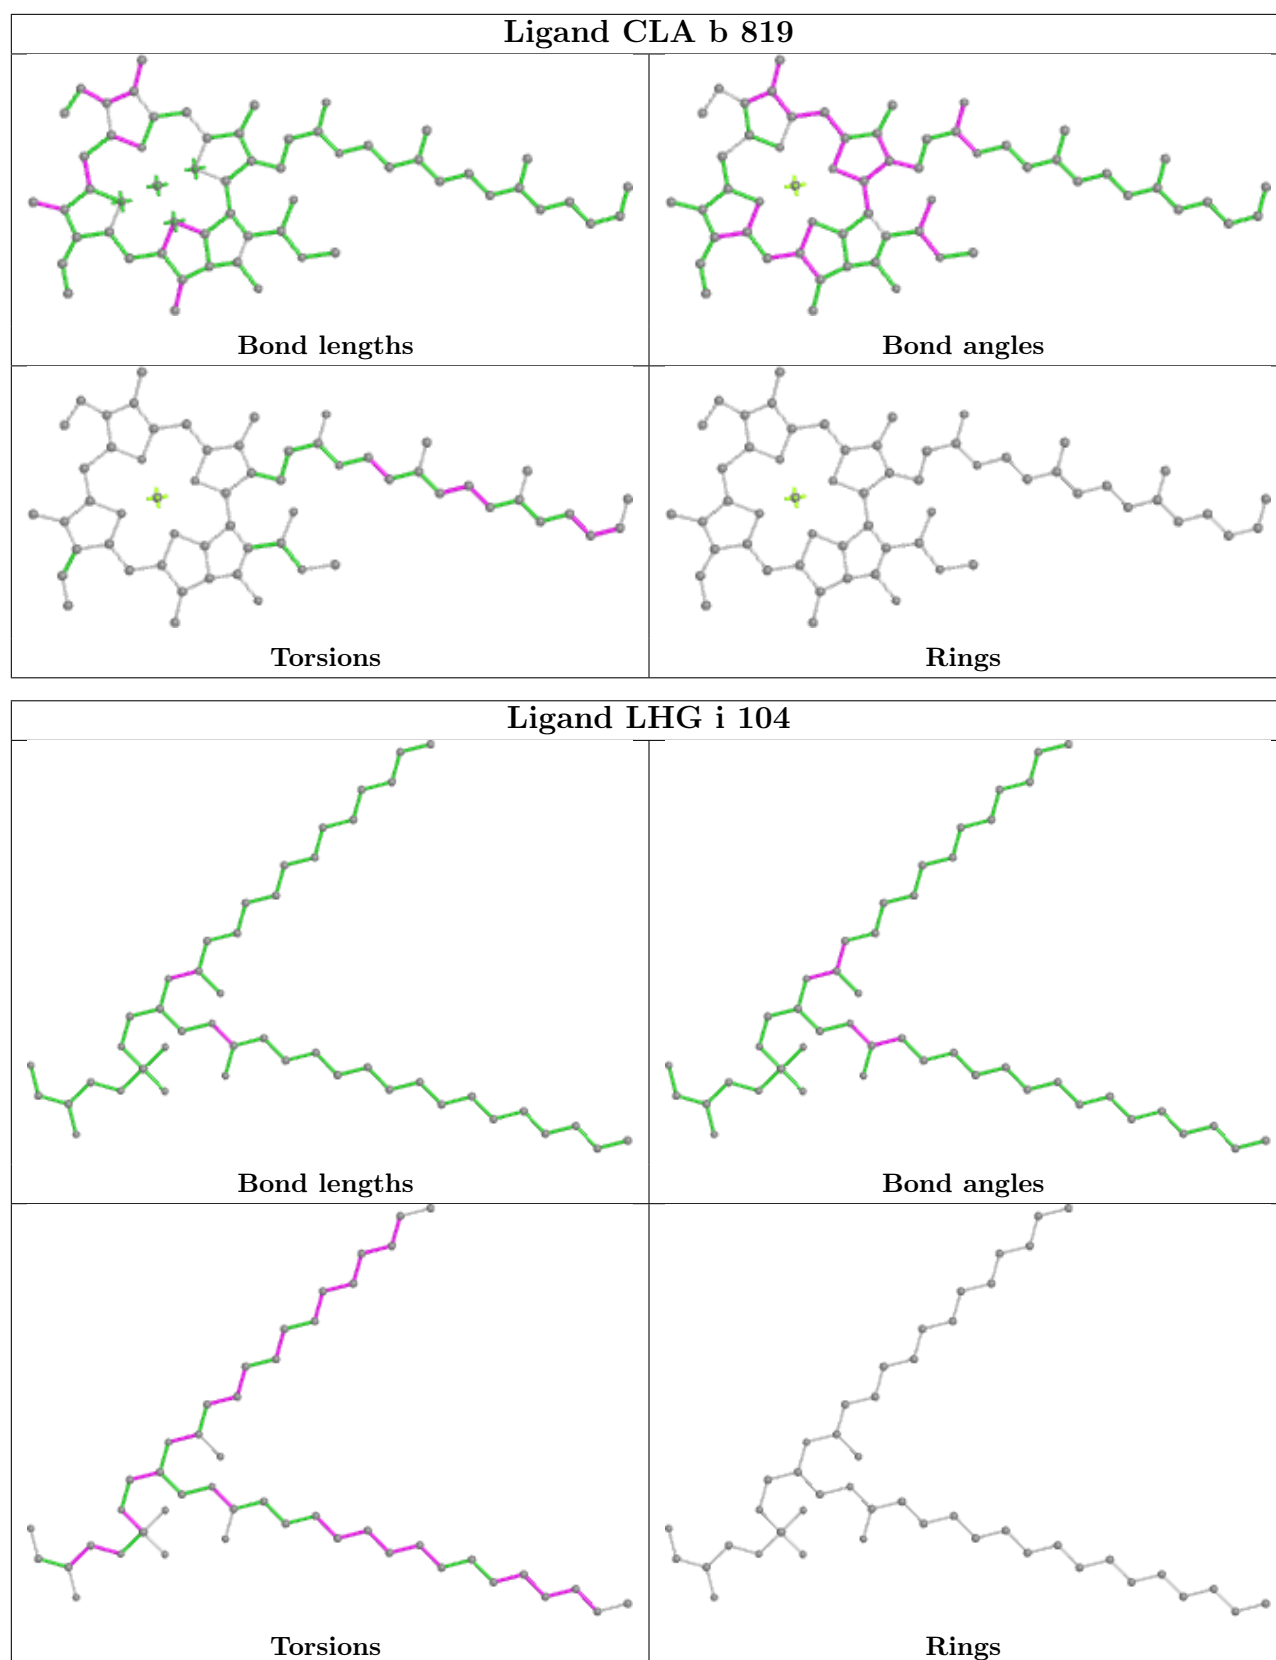 Ligand CLA b 819
Bond lengths
Bond angles
Torsions
Rings
Ligand LHG i 104
Bond lengths
Bond angles
Torsions
Rings